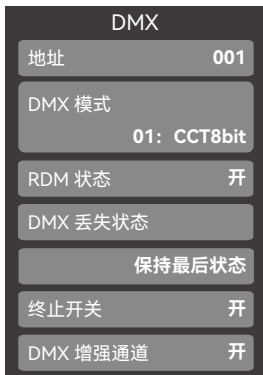 DMX
地址 001
DMX 模式
01: CCT8bit
RDM 状态 开
DMX 丢失状态
保持最后状态
终止开关 开
DMX 增强通道 开